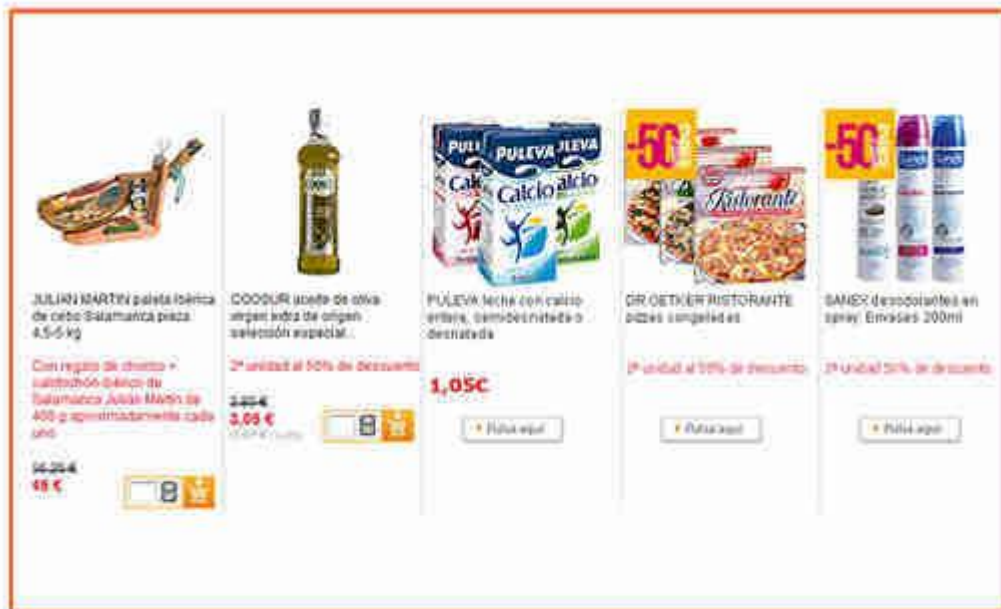 JULIAN MARTIN paleta ibérica
de cebo Salamanca pieza
4,5-5 kg
Con regalo de chorizo +
salchichón ibérico de
Salamanca Julián Martín de
400 g aproximadamente cada
uno
49 €
COOSUR aceite de oliva
virgen extra de origen
selección especial...
2ª unidad al 50% de descuento
3,05 €
PULEVA
Calcio
PULEVA leche con calcio
entera, semidesnatada o
desnatada
1,05€
Pulsa aquí
-50
Ristorante
DR OETKER RISTORANTE
pizzas congeladas
2ª unidad al 50% de descuento
Pulsa aquí
-50
SANEX desodorantes en
spray. Envases 200ml
2ª unidad 50% de descuento
Pulsa aquí